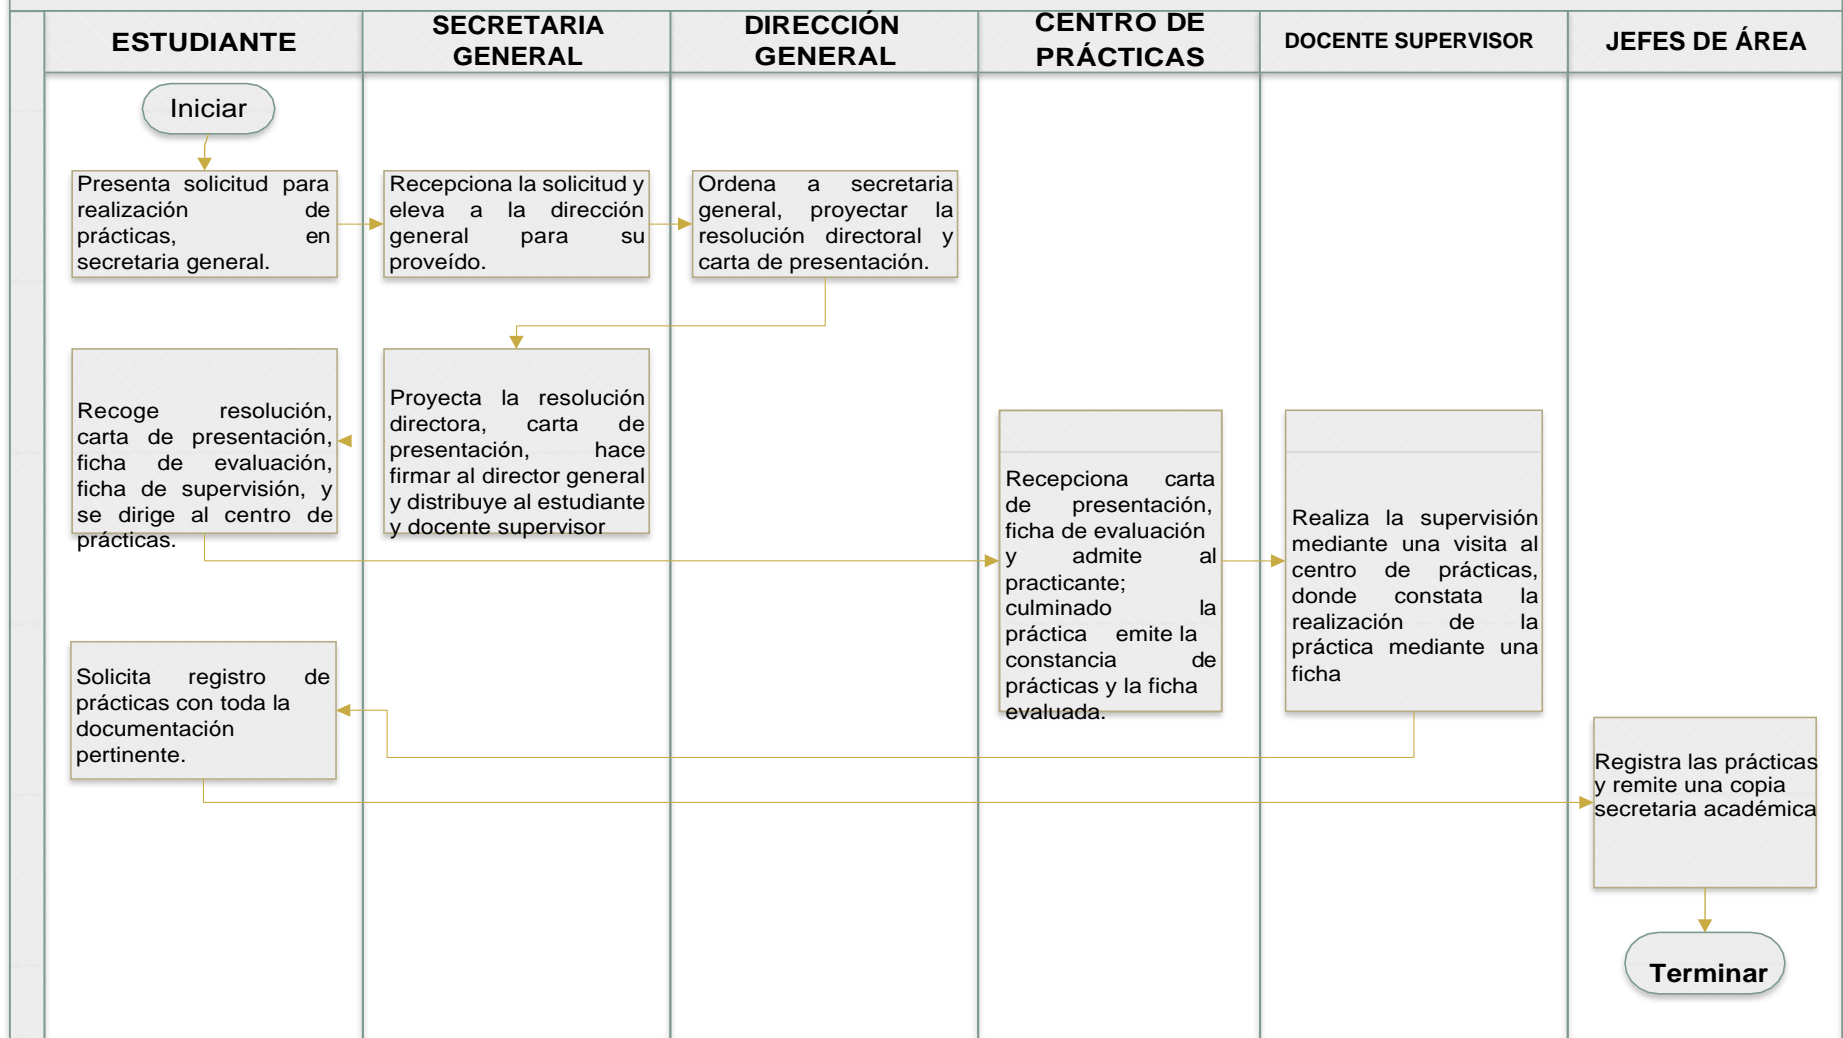 ESTUDIANTE
SECRETARIA
GENERAL
DIRECCIÓN
GENERAL
CENTRO DE
PRÁCTICAS
DOCENTE SUPERVISOR
JEFES DE ÁREA
Iniciar
Presenta solicitud para
realización de
prácticas, en
secretaria general.
Recepciona la solicitud y
eleva a la dirección
general para su
proveído.
Ordena a secretaria
general, proyectar la
resolución directoral y
carta de presentación.
Recoge resolución,
carta de presentación,
ficha de evaluación,
ficha de supervisión, y
se dirige al centro de
prácticas.
Proyecta la resolución
directora, carta de
presentación, hace
firmar al director general
y distribuye al estudiante
y docente supervisor
Recepciona carta
de presentación,
ficha de evaluación
y admite al
practicante;
culminado la
práctica emite la
constancia de
prácticas y la ficha
evaluada.
Realiza la supervisión
mediante una visita al
centro de prácticas,
donde constata la
realización de la
práctica mediante una
ficha
Solicita registro de
prácticas con toda la
documentación
pertinente.
Registra las prácticas
y remite una copia
secretaria académica
Terminar